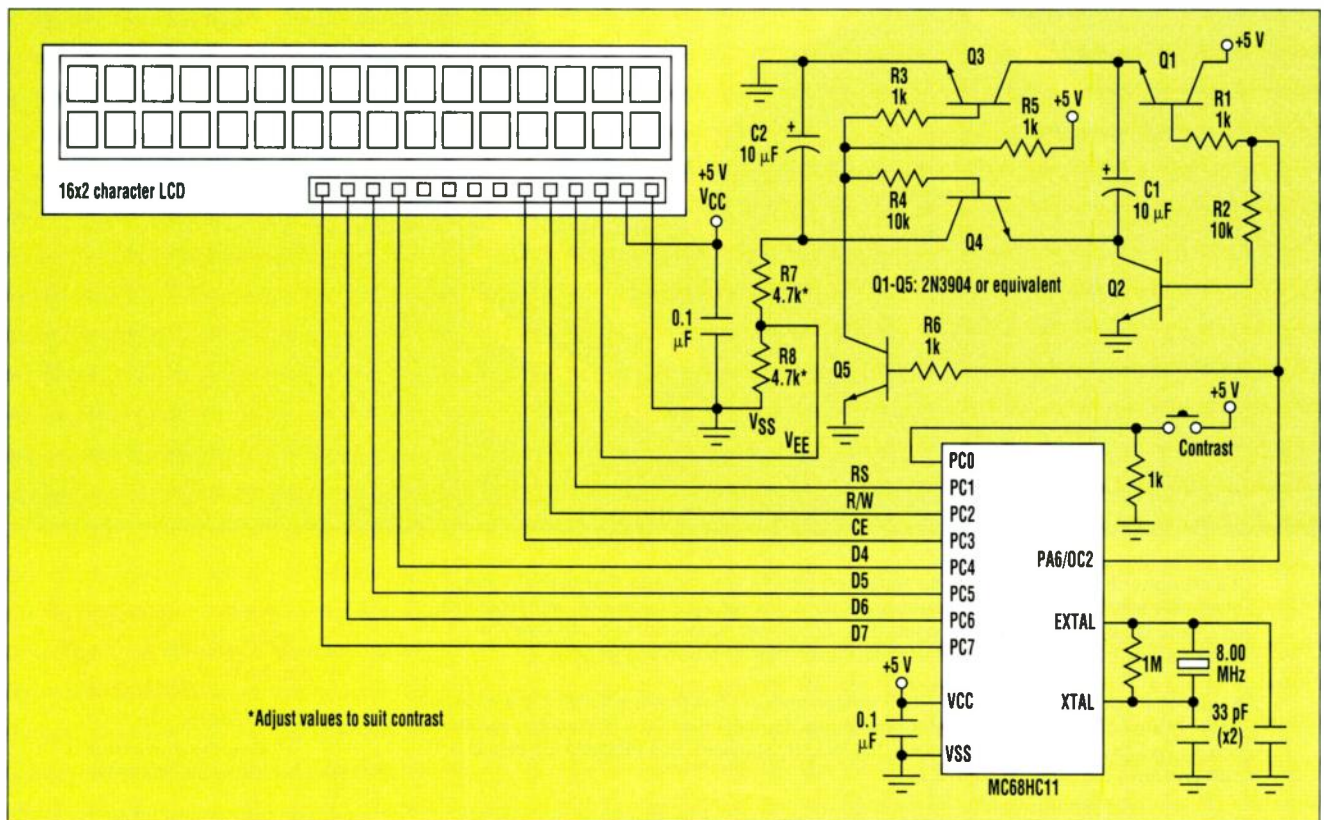 16x2 character LCD
+5 V
VCC
0.1
µF
R7
4.7k*
R8
4.7k*
VSS
VEE
C2
10 µF
+
R3
1k
Q3
R5
1k
+5 V
R4
10k
Q4
+
C1
10 µF
Q1
+5 V
R1
1k
R2
10k
Q2
Q1-Q5: 2N3904 or equivalent
Q5
R6
1k
+5 V
Contrast
1k
RS
R/W
CE
D4
D5
D6
D7
PC0
PC1
PC2
PC3
PC4
PC5
PC6
PC7
PA6/OC2
EXTAL
XTAL
VCC
VSS
MC68HC11
+5 V
0.1
µF
1M
8.00
MHz
33 pF
(x2)
*Adjust values to suit contrast